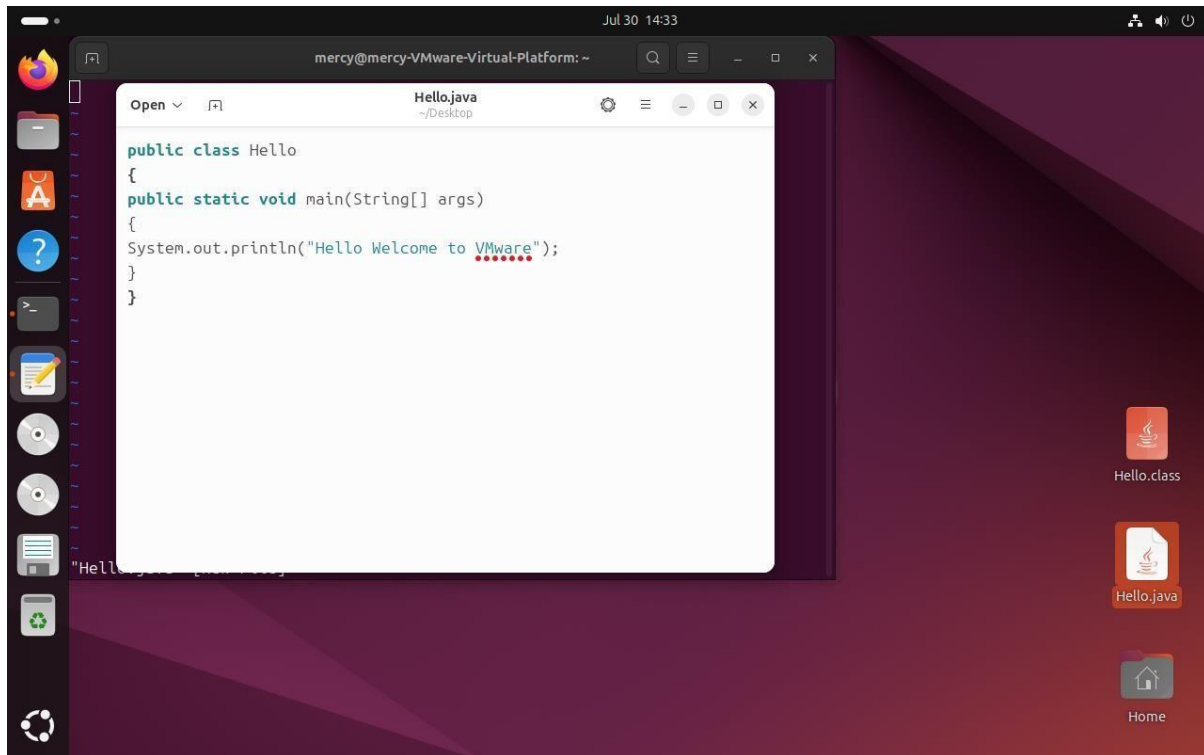 Jul 30 14:33
mercy@mercy-VMware-Virtual-Platform: ~
Open
Hello.java
~/Desktop
public class Hello
{
public static void main(String[] args)
{
System.out.println("Hello Welcome to VMware");
}
}
"Hell
Hello.class
Hello.java
Home